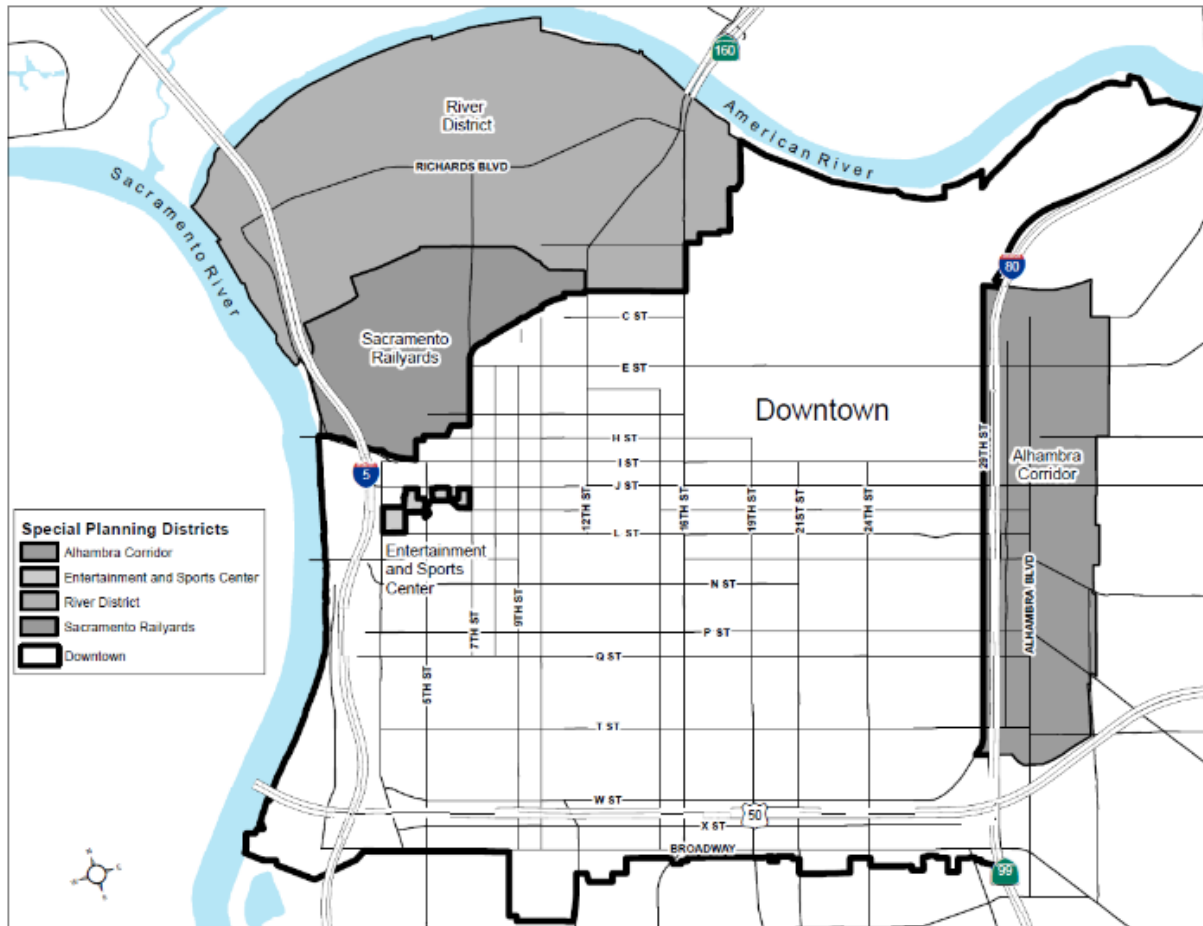 160
River
District
American River
RICHARDS BLVD
Sacramento River
80
C ST
Sacramento
Railyards
E ST
Downtown
H ST
29TH ST
Alhambra
Corridor
I ST
5
J ST
12TH ST
16TH ST
19TH ST
21ST ST
24TH ST
Special Planning Districts
Alhambra Corridor
Entertainment and Sports Center
River District
Sacramento Railyards
Downtown
L ST
Entertainment
and Sports
Center
N ST
9TH ST
7TH ST
P ST
ALHAMBRA BLVD
Q ST
5TH ST
T ST
W ST
50
X ST
BROADWAY
99